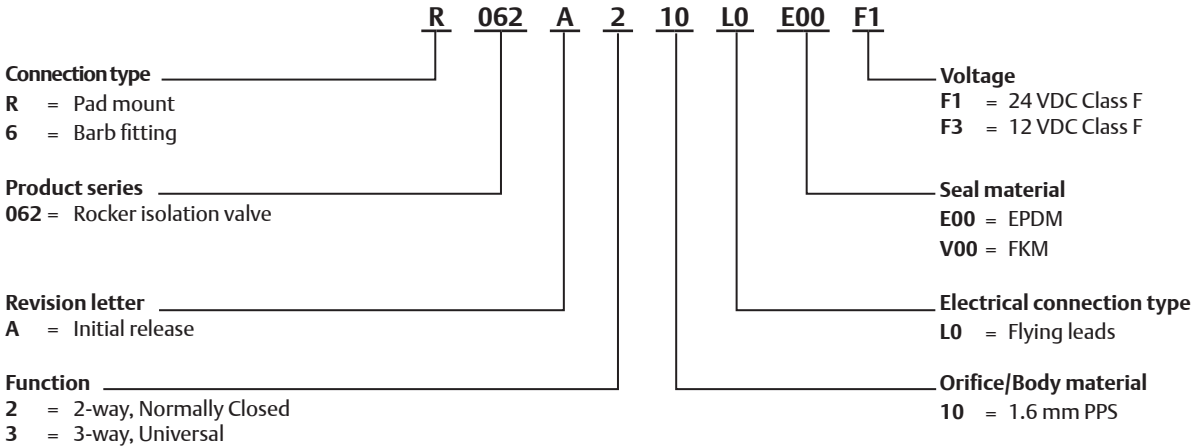 R 062 A 2 10 L0 E00 F1
Connection type
R = Pad mount
6 = Barb fitting
Product series
062 = Rocker isolation valve
Revision letter
A = Initial release
Function
2 = 2-way, Normally Closed
3 = 3-way, Universal
Voltage
F1 = 24 VDC Class F
F3 = 12 VDC Class F
Seal material
E00 = EPDM
V00 = FKM
Electrical connection type
L0 = Flying leads
Orifice/Body material
10 = 1.6 mm PPS